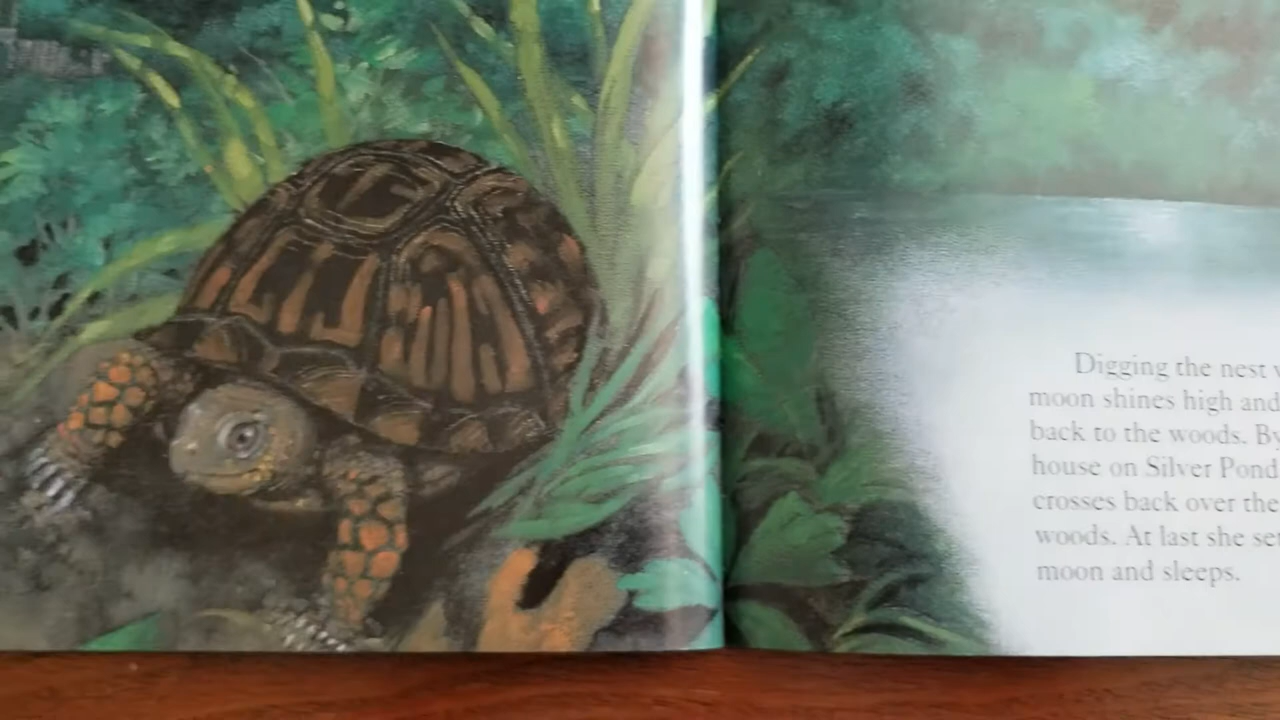 Digging the nest
moon shines high and
back to the woods. By
house on Silver Pond
crosses back over the
woods. At last she
moon and sleeps.